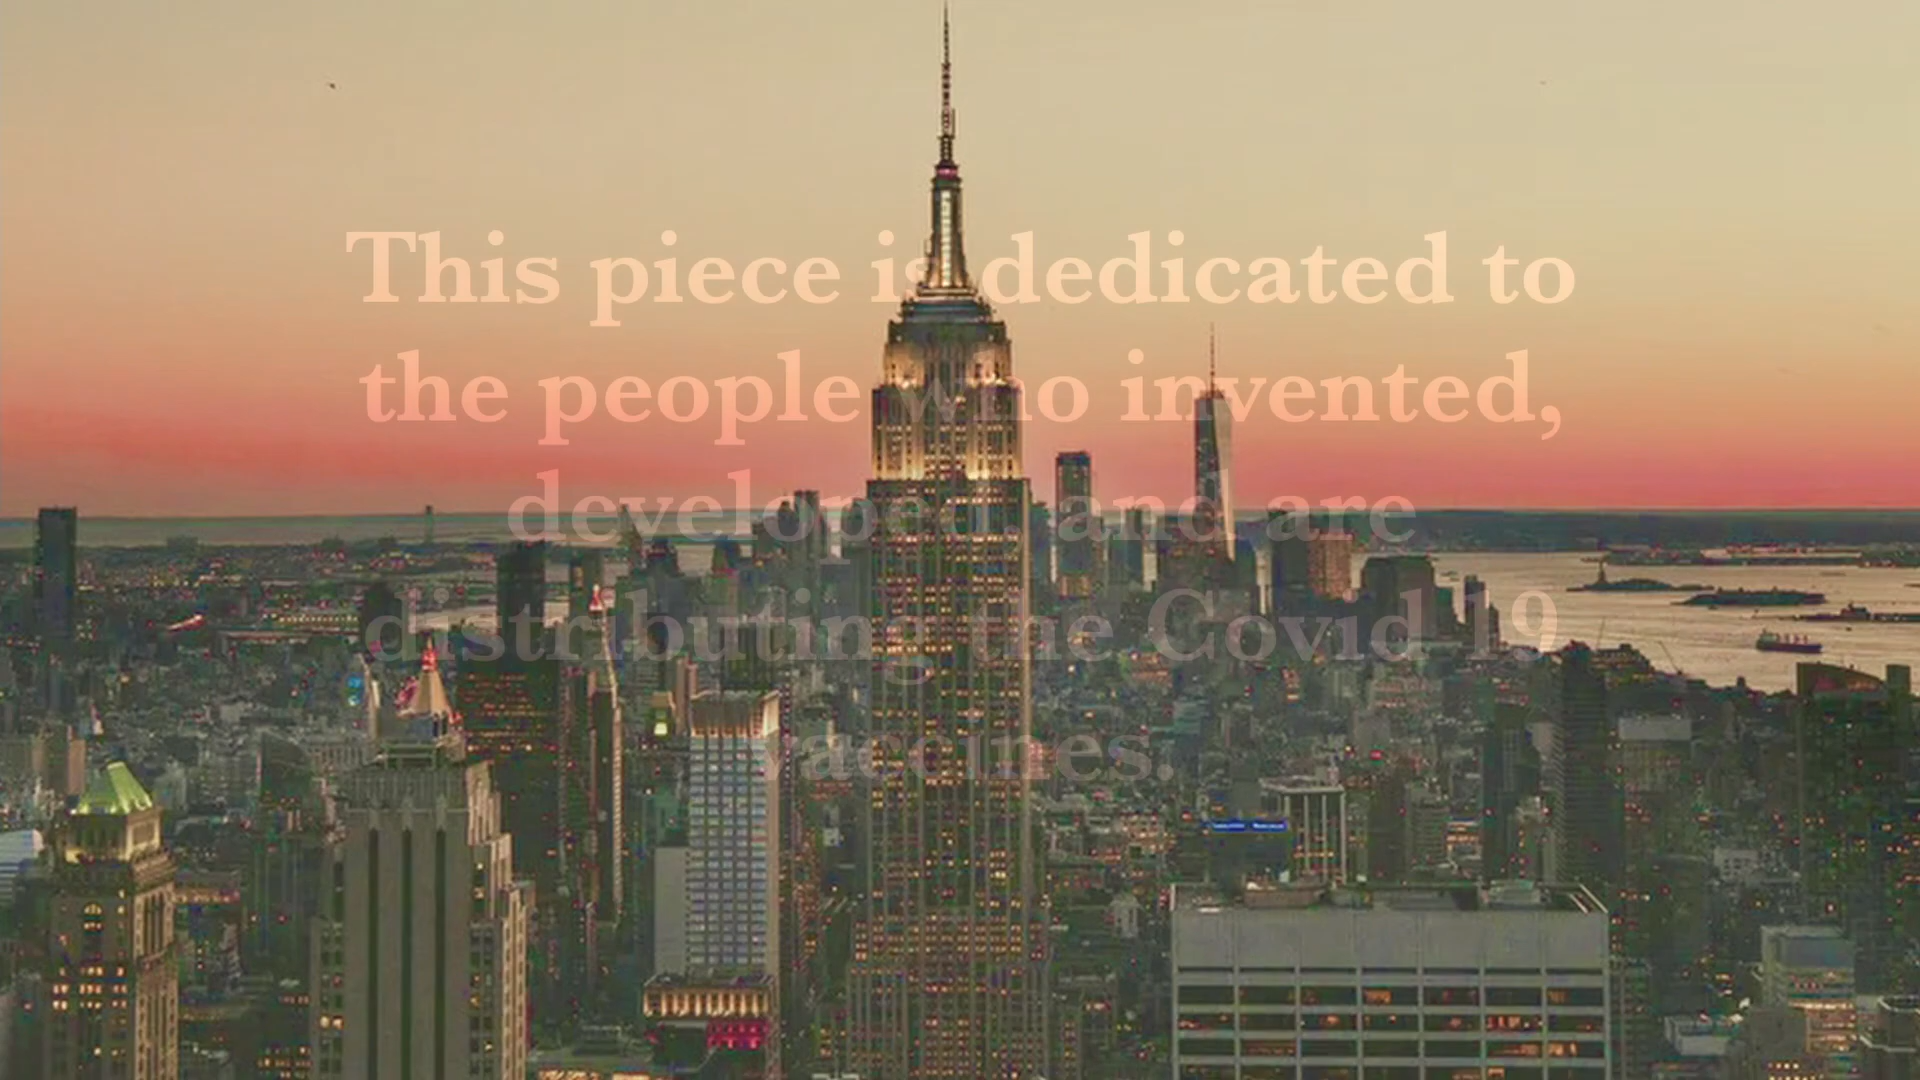 This piece is dedicated to
the people who invented,
developed, and are
distributing the Covid 19
vaccines.